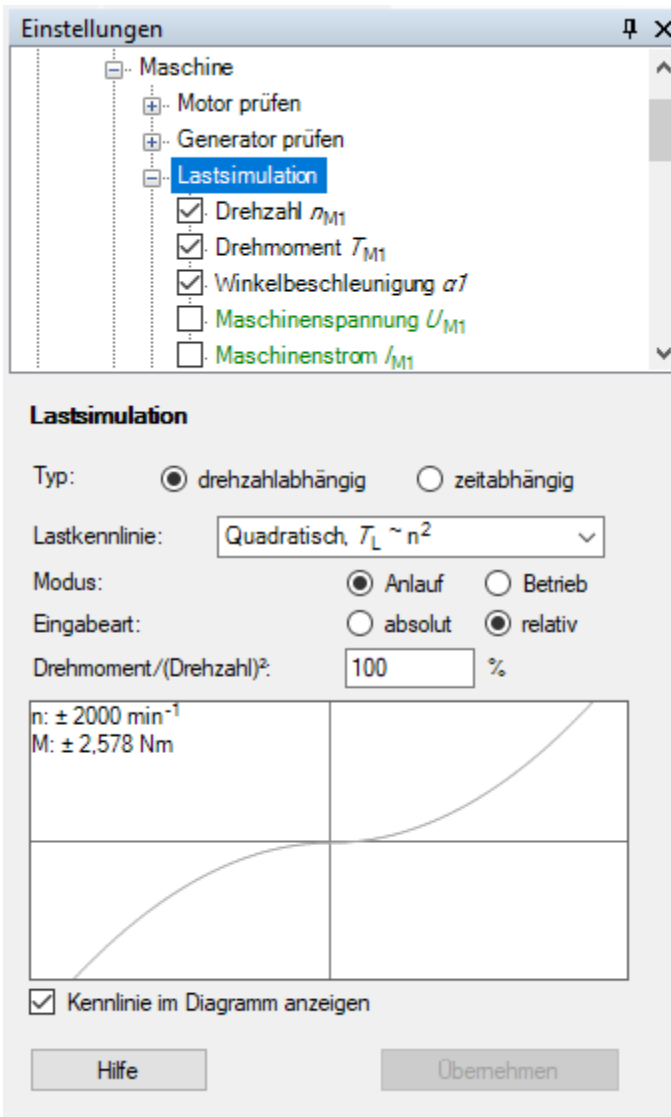 Einstellungen
Maschine
Motor prüfen
Generator prüfen
Lastsimulation
Drehzahl nM1
Drehmoment TM1
Winkelbeschleunigung α1
Maschinenspannung UM1
Maschinenstrom IM1
Lastsimulation
Typ: drehzahlabhängig zeitabhängig
Lastkennlinie: Quadratisch, TL ~ n²
Modus: Anlauf Betrieb
Eingabeart: absolut relativ
Drehmoment/(Drehzahl)²: 100 %
n: ± 2000 min⁻¹
M: ± 2,578 Nm
Kennlinie im Diagramm anzeigen
Hilfe Übernehmen